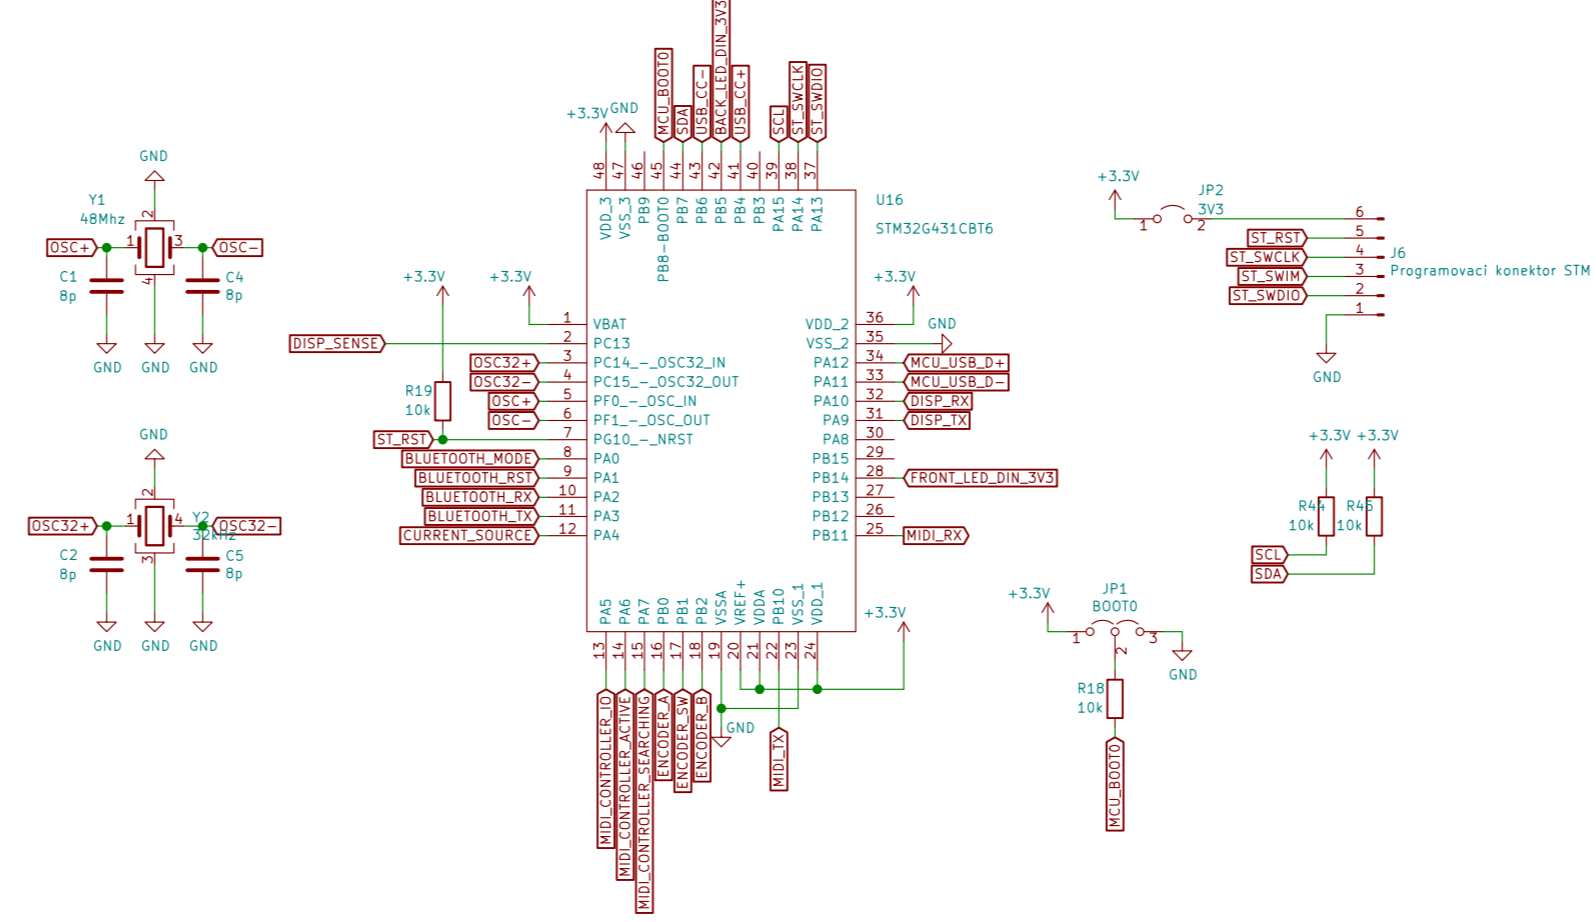 MCU_BOOT0
SDA
USB_CC-
BACK_LED_DIN_3V3
USB_CC+
SCL
ST_SWCLK
ST_SWDIO
+3.3V
GND
48
47
46
45
44
43
42
41
40
39
38
37
VDD_3
VSS_3
PB9
PB8-BOOT0
PB7
PB6
PB5
PB4
PB3
PA15
PA14
PA13
U16
STM32G431CBT6
GND
Y1
48Mhz
2
OSC+
1
3
OSC-
4
C1
8p
C4
8p
GND
GND
GND
GND
2
OSC32+
1
4
Y2
32kHz
OSC32-
3
C2
8p
C5
8p
GND
GND
GND
+3.3V
+3.3V
DISP_SENSE
OSC32+
OSC32-
OSC+
OSC-
R19
10k
ST_RST
BLUETOOTH_MODE
BLUETOOTH_RST
BLUETOOTH_RX
BLUETOOTH_TX
CURRENT_SOURCE
1 VBAT
2 PC13
3 PC14_-_OSC32_IN
4 PC15_-_OSC32_OUT
5 PF0_-_OSC_IN
6 PF1_-_OSC_OUT
7 PG10_-_NRST
8 PA0
9 PA1
10 PA2
11 PA3
12 PA4
+3.3V
GND
VDD_2 36
VSS_2 35
PA12 34 MCU_USB_D+
PA11 33 MCU_USB_D-
PA10 32 DISP_RX
PA9 31 DISP_TX
PA8 30
PB15 29
PB14 28 FRONT_LED_DIN_3V3
PB13 27
PB12 26
PB11 25 MIDI_RX
PA5
PA6
PA7
PB0
PB1
PB2
VSSA
VREF+
VDDA
PB10
VSS_1
VDD_1
13
14
15
16
17
18
19
20
21
22
23
24
+3.3V
MIDI_CONTROLLER_IO
MIDI_CONTROLLER_ACTIVE
MIDI_CONTROLLER_SEARCHING
ENCODER_A
ENCODER_SW
ENCODER_B
GND
MIDI_TX
+3.3V
JP2
3V3
1
2
6
ST_RST 5
ST_SWCLK 4
ST_SWIM 3
ST_SWDIO 2
1
J6
Programovací konektor STM
GND
+3.3V
+3.3V
R44
10k
R45
10k
SCL
SDA
+3.3V
JP1
BOOT0
1
2
3
GND
R18
10k
MCU_BOOT0